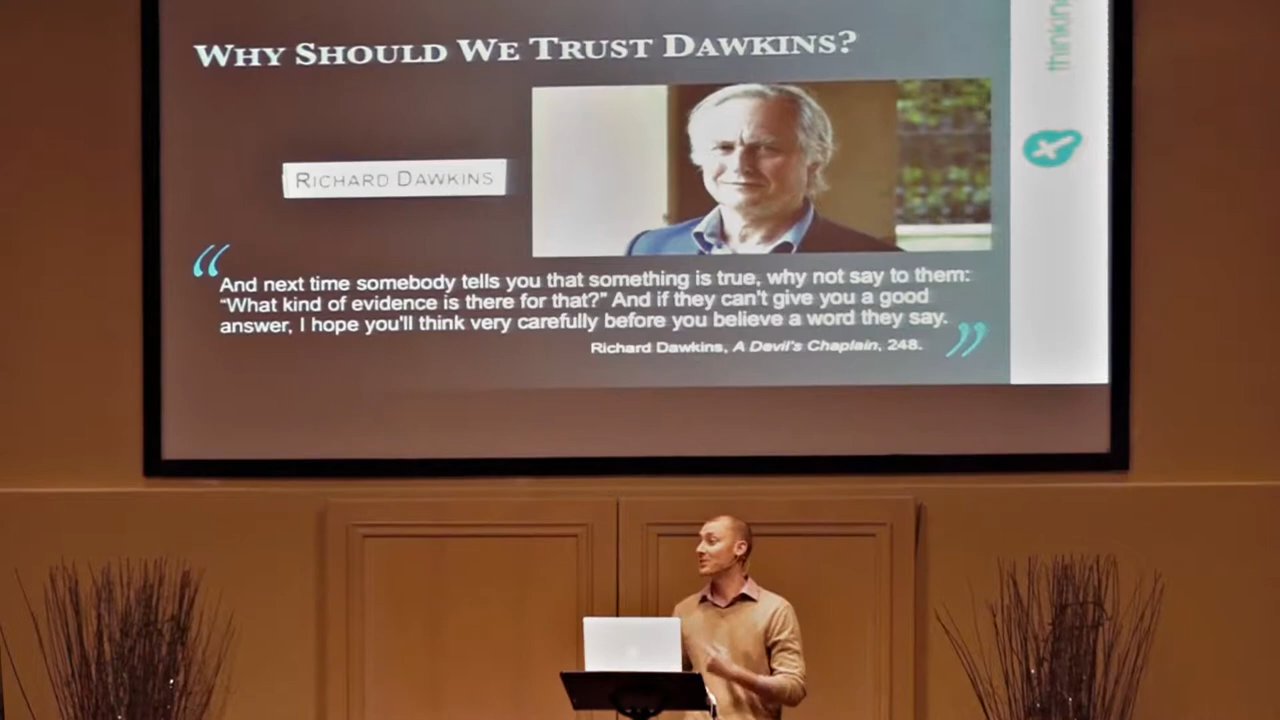 WHY SHOULD WE TRUST DAWKINS?
thinking
RICHARD DAWKINS
“
And next time somebody tells you that something is true, why not say to them:
"What kind of evidence is there for that?" And if they can't give you a good
answer, I hope you'll think very carefully before you believe a word they say.
”
Richard Dawkins, A Devil's Chaplain, 248.